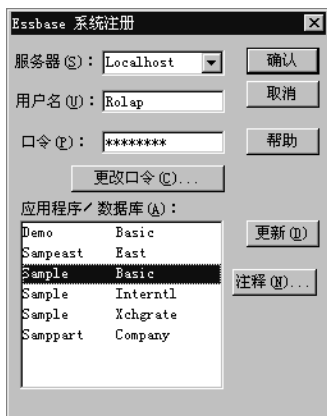 Essbase 系统注册
服务器(S)： Localhost 确认
用户名(U)： Rolap 取消
口令(P)： ******** 帮助
更改口令(C)...
应用程序／数据库(A)：
Demo Basic 更新(D)
Sampeast East
Sample Basic
Sample Interntl 注释(N)...
Sample Xchgrate
Samppart Company